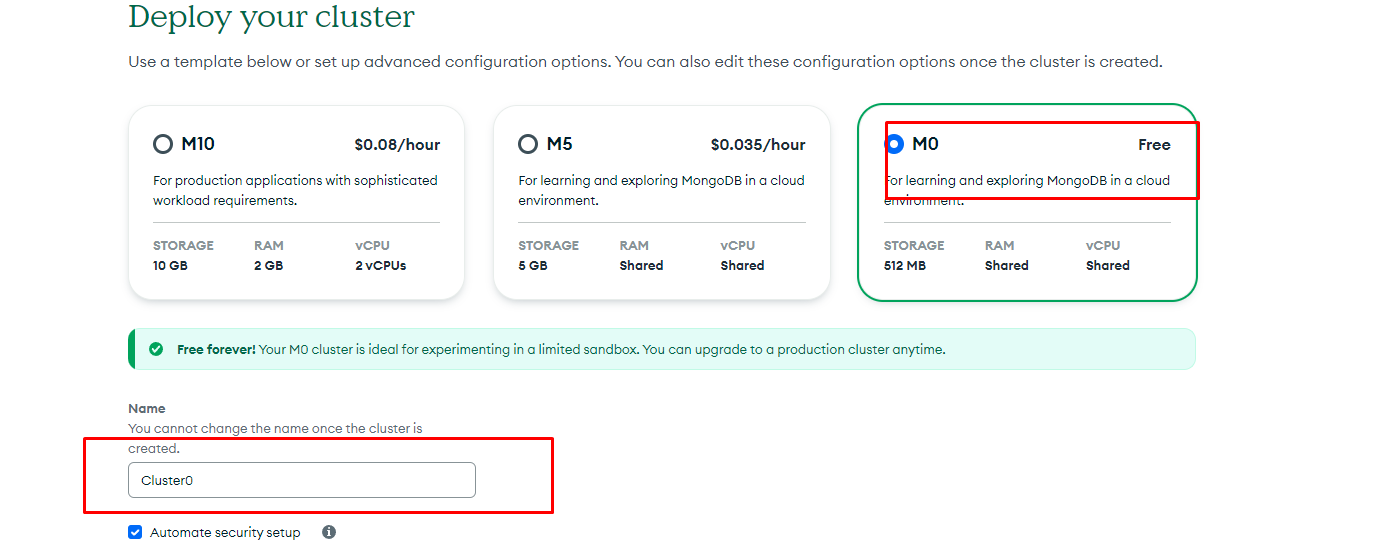 Deploy your cluster
Use a template below or set up advanced configuration options. You can also edit these configuration options once the cluster is created.
M10 $0.08/hour
For production applications with sophisticated
workload requirements.
STORAGE RAM vCPU
10 GB 2 GB 2 vCPUs
M5 $0.035/hour
For learning and exploring MongoDB in a cloud
environment.
STORAGE RAM vCPU
5 GB Shared Shared
M0 Free
For learning and exploring MongoDB in a cloud
environment.
STORAGE RAM vCPU
512 MB Shared Shared
Free forever! Your M0 cluster is ideal for experimenting in a limited sandbox. You can upgrade to a production cluster anytime.
Name
You cannot change the name once the cluster is
created.
Cluster0
Automate security setup